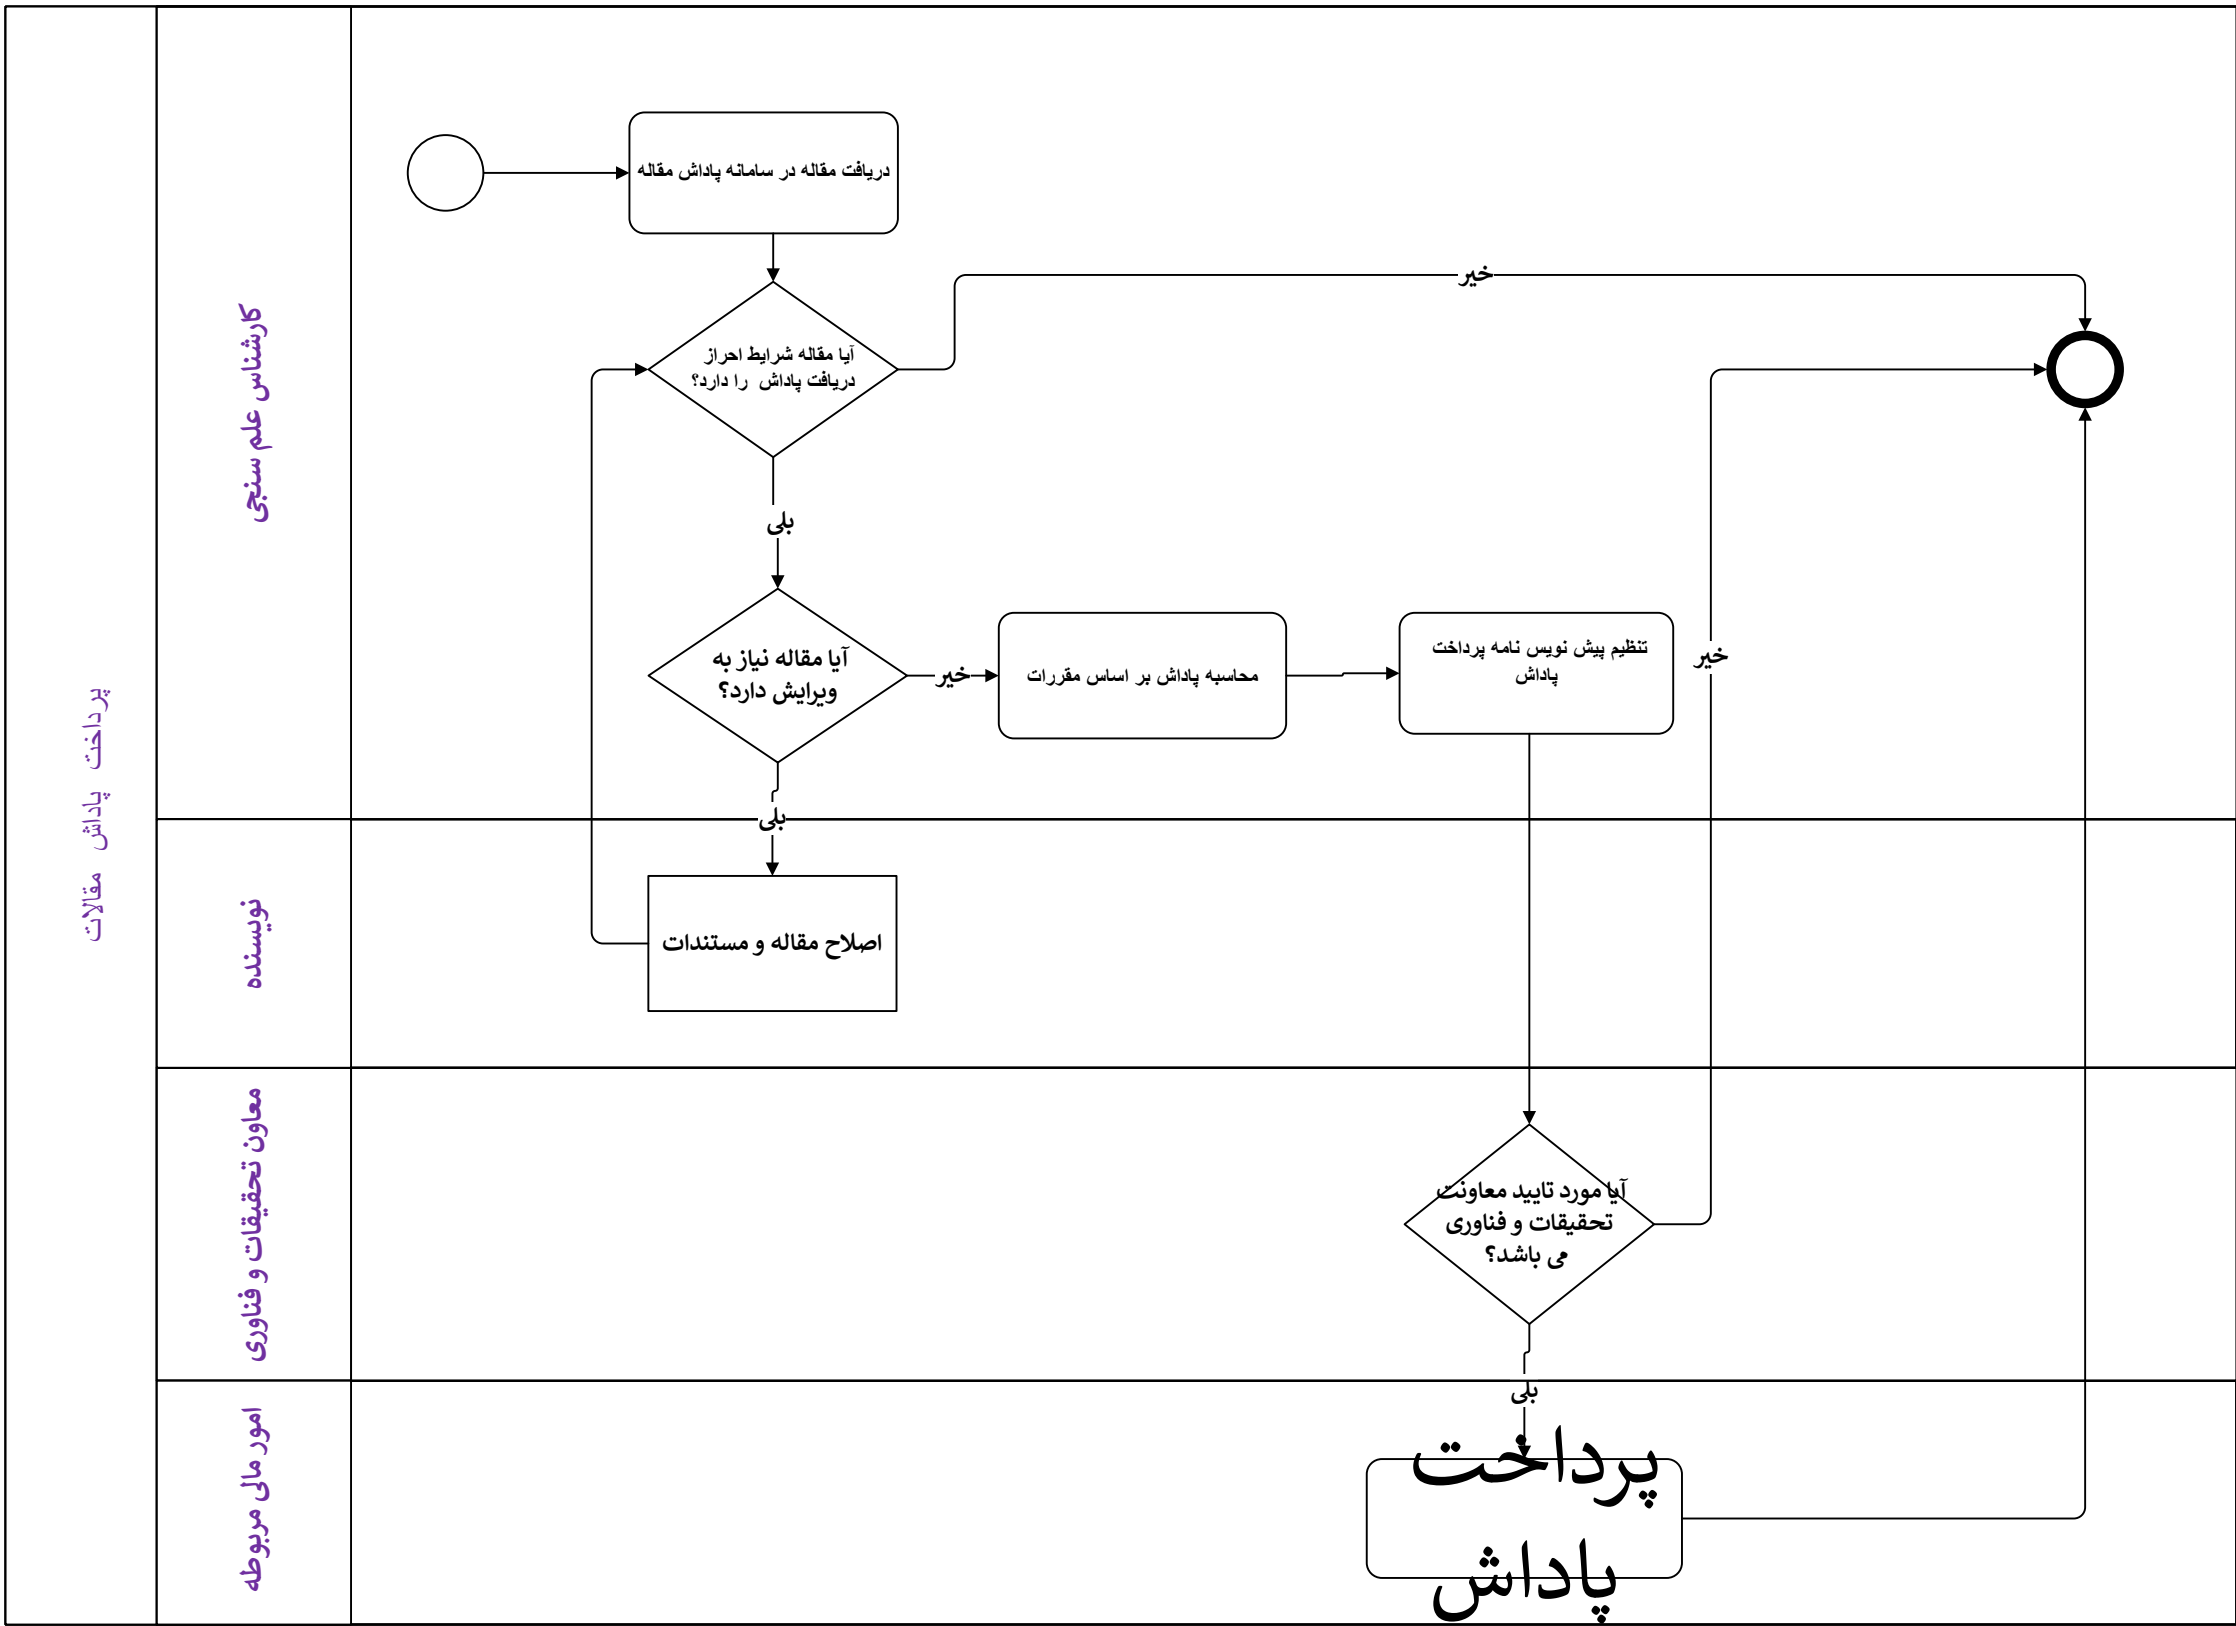 پرداخت پاداش مقالات
کارشناس علم سنجی
دریافت مقاله در سامانه پاداش مقاله
خیر
آیا مقاله شرایط احراز
دریافت پاداش را دارد؟
بلی
آیا مقاله نیاز به
ویرایش دارد؟
خیر
محاسبه پاداش بر اساس مقررات
تنظیم پیش نویس نامه پرداخت
پاداش
خیر
بلی
نویسنده
اصلاح مقاله و مستندات
معاون تحقیقات و فناوری
آیا مورد تایید معاونت
تحقیقات و فناوری
می باشد؟
بلی
امور مالی مربوطه
پرداخت
پاداش